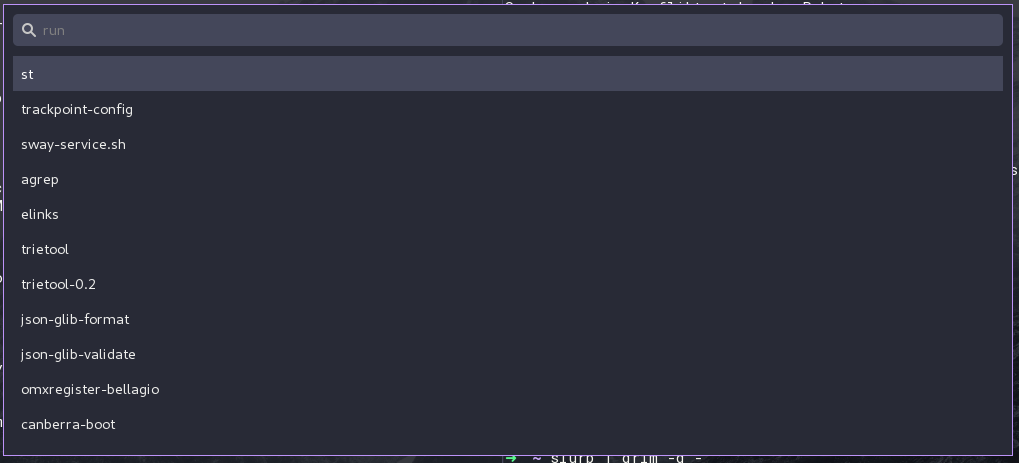 run
st
trackpoint-config
sway-service.sh
agrep
elinks
trietool
trietool-0.2
json-glib-format
json-glib-validate
omxregister-bellagio
canberra-boot
➜ ~ slurp | grim -g -